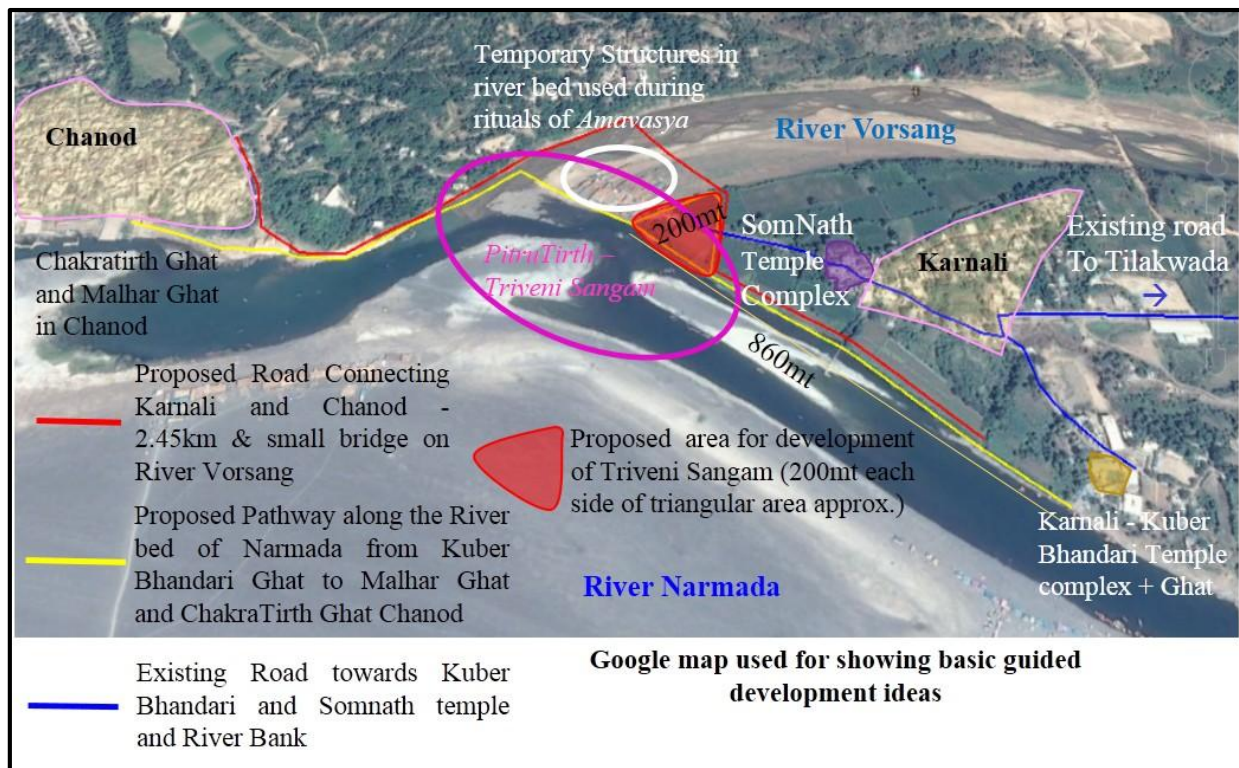 Temporary Structures in
river bed used during
rituals of Amavasya
Chanod
River Vorsang
200mt
SomNath
Temple
Complex
Karnali
Existing road
To Tilakwada
→
PitruTirth –
Triveni Sangam
Chakratirth Ghat
and Malhar Ghat
in Chanod
860mt
Proposed Road Connecting
Karnali and Chanod -
2.45km & small bridge on
River Vorsang
Proposed area for development
of Triveni Sangam (200mt each
side of triangular area approx.)
Proposed Pathway along the River
bed of Narmada from Kuber
Bhandari Ghat to Malhar Ghat
and ChakraTirth Ghat Chanod
River Narmada
Karnali - Kuber
Bhandari Temple
complex + Ghat
Existing Road towards Kuber
Bhandari and Somnath temple
and River Bank
Google map used for showing basic guided
development ideas